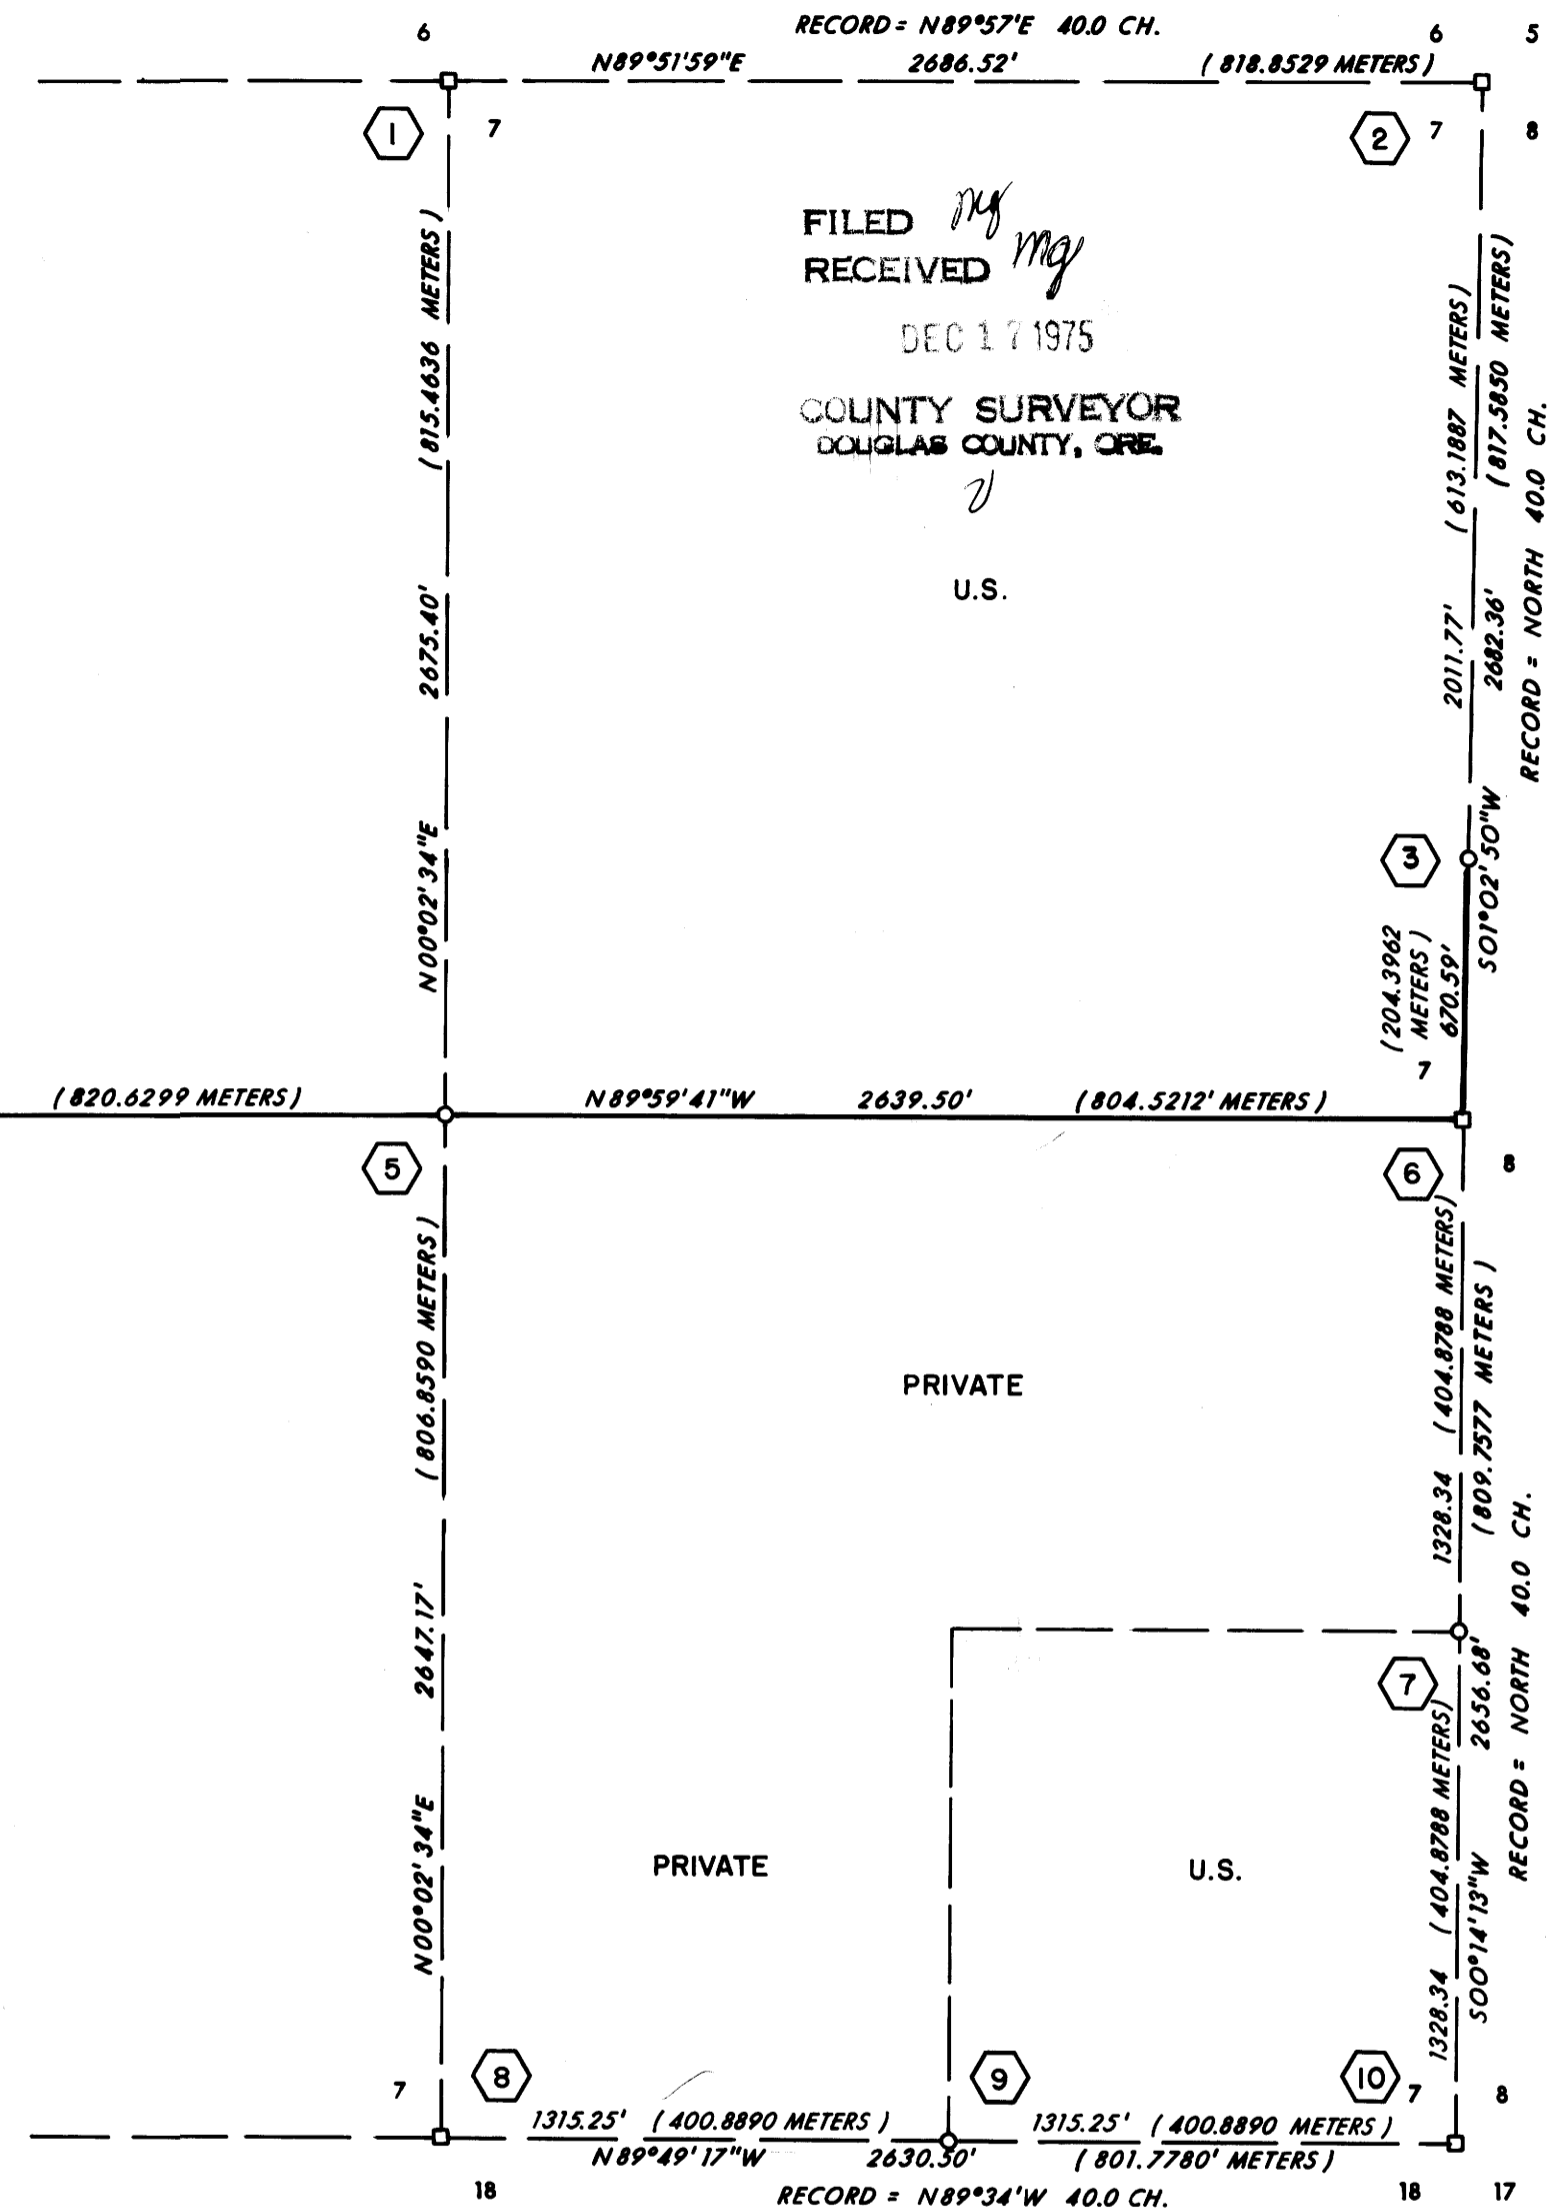 RECORD = N89°57'E 40.0 CH.
6
6 5
N89°51'59"E 2686.52' (818.8529 METERS)
1
7
2
7 8
FILED mg
RECEIVED mg
DEC 17 1975
COUNTY SURVEYOR
DOUGLAS COUNTY, ORE.
U.S.
N00°02'34"E 2675.40' (815.4636 METERS)
2011.77' (613.1887 METERS)
S01°02'50"W 2682.36' (817.5850 METERS)
RECORD = NORTH 40.0 CH.
3
(204.3962
METERS)
670.59'
7
(820.6299 METERS)
N89°59'41"W 2639.50' (804.5212' METERS)
5
6
8
N00°02'34"E 2647.17' (806.8590 METERS)
PRIVATE
1328.34 (404.8788 METERS)
S00°14'13"W 2656.68' (809.7577 METERS)
RECORD = NORTH 40.0 CH.
7
1328.34 (404.8788 METERS)
PRIVATE
U.S.
7
8
9
10
7 8
1315.25' (400.8890 METERS)
1315.25' (400.8890 METERS)
N89°49'17"W 2630.50' (801.7780' METERS)
18
RECORD = N89°34'W 40.0 CH.
18 17